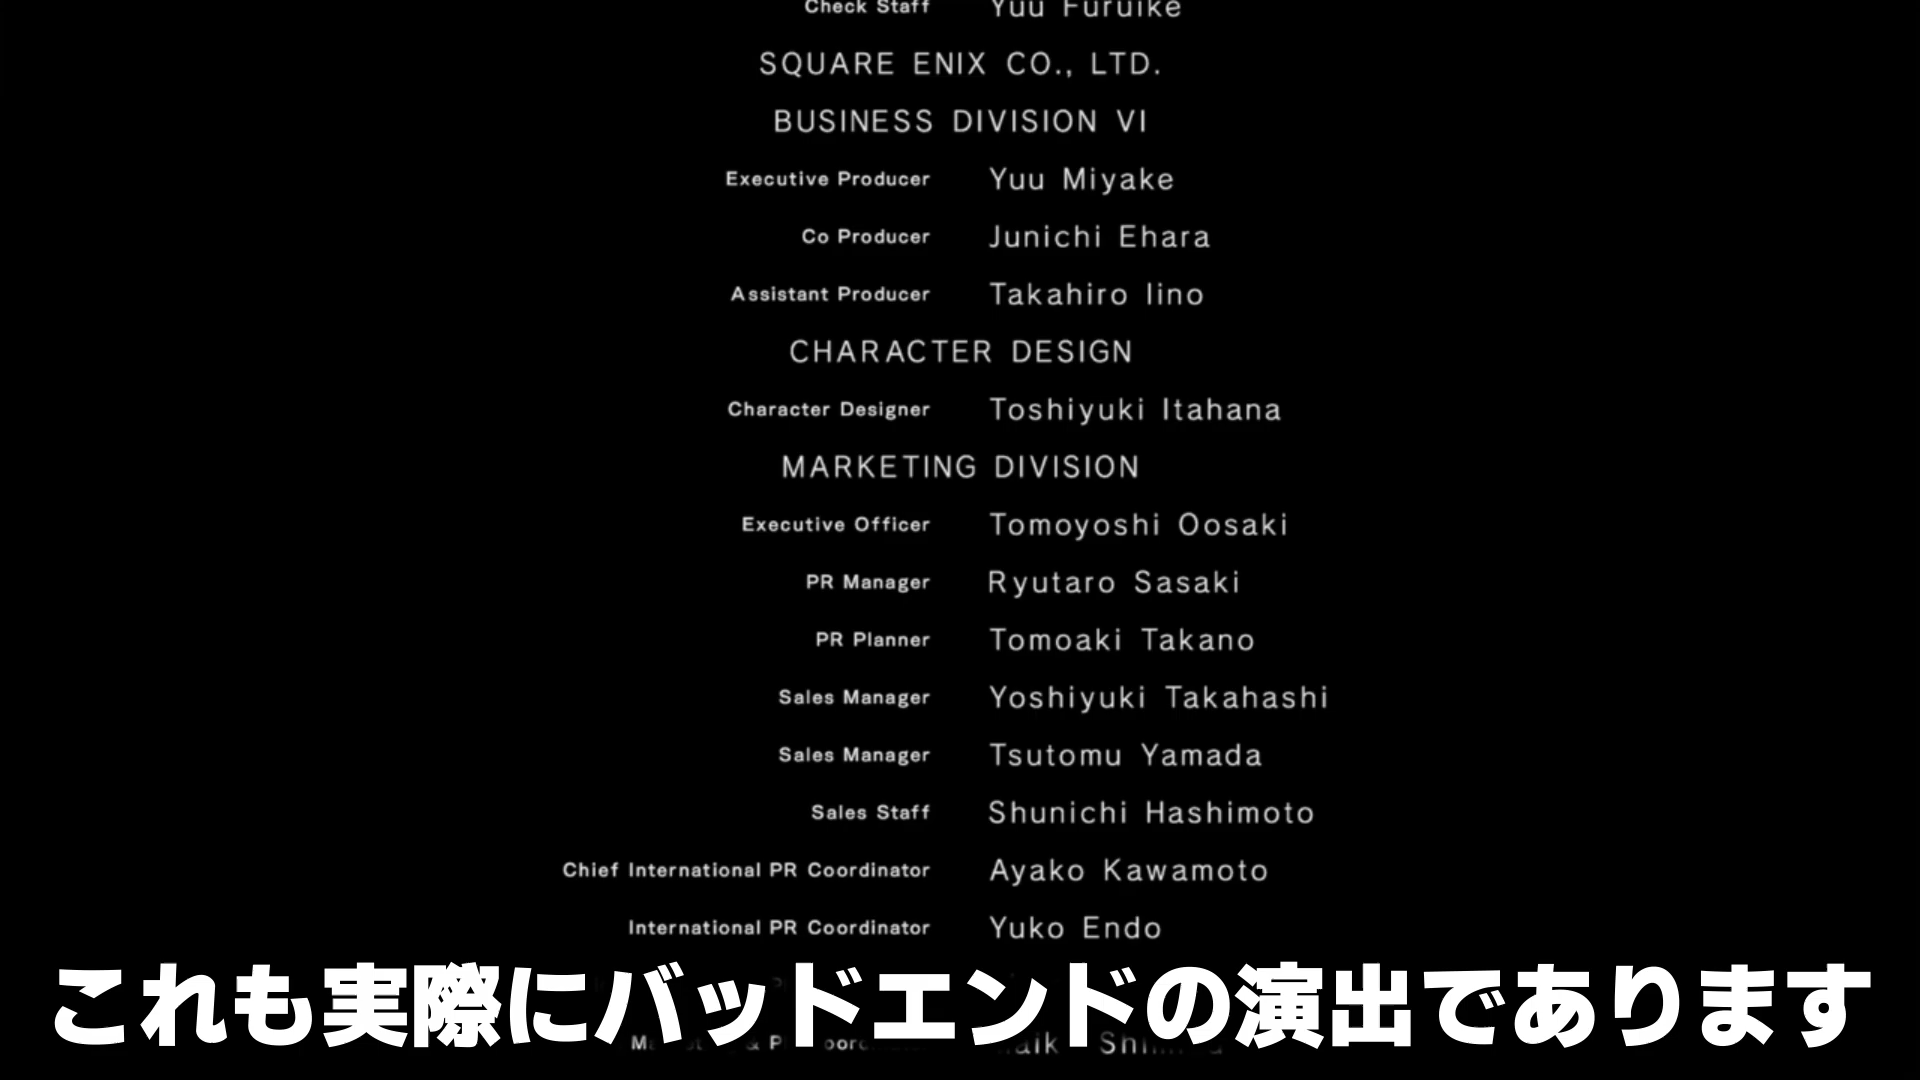 Check Staff Yuu Furuike
SQUARE ENIX CO., LTD.
BUSINESS DIVISION VI
Executive Producer Yuu Miyake
Co Producer Junichi Ehara
Assistant Producer Takahiro Iino
CHARACTER DESIGN
Character Designer Toshiyuki Itahana
MARKETING DIVISION
Executive Officer Tomoyoshi Oosaki
PR Manager Ryutaro Sasaki
PR Planner Tomoaki Takano
Sales Manager Yoshiyuki Takahashi
Sales Manager Tsutomu Yamada
Sales Staff Shunichi Hashimoto
Chief International PR Coordinator Ayako Kawamoto
International PR Coordinator Yuko Endo
これも実際にバッドエンドの演出であります